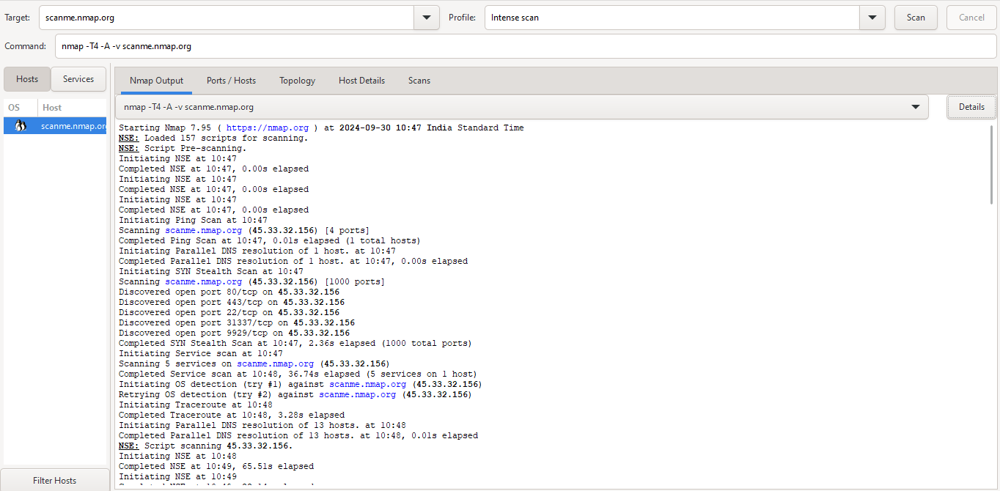 Target: scanme.nmap.org Profile: Intense scan Scan Cancel
Command: nmap -T4 -A -v scanme.nmap.org
Hosts Services
OS Host
scanme.nmap.or
Filter Hosts
Nmap Output Ports / Hosts Topology Host Details Scans
nmap -T4 -A -v scanme.nmap.org Details
Starting Nmap 7.95 ( https://nmap.org ) at 2024-09-30 10:47 India Standard Time
NSE: Loaded 157 scripts for scanning.
NSE: Script Pre-scanning.
Initiating NSE at 10:47
Completed NSE at 10:47, 0.00s elapsed
Initiating NSE at 10:47
Completed NSE at 10:47, 0.00s elapsed
Initiating NSE at 10:47
Completed NSE at 10:47, 0.00s elapsed
Initiating Ping Scan at 10:47
Scanning scanme.nmap.org (45.33.32.156) [4 ports]
Completed Ping Scan at 10:47, 0.01s elapsed (1 total hosts)
Initiating Parallel DNS resolution of 1 host. at 10:47
Completed Parallel DNS resolution of 1 host. at 10:47, 0.00s elapsed
Initiating SYN Stealth Scan at 10:47
Scanning scanme.nmap.org (45.33.32.156) [1000 ports]
Discovered open port 80/tcp on 45.33.32.156
Discovered open port 443/tcp on 45.33.32.156
Discovered open port 22/tcp on 45.33.32.156
Discovered open port 31337/tcp on 45.33.32.156
Discovered open port 9929/tcp on 45.33.32.156
Completed SYN Stealth Scan at 10:47, 2.36s elapsed (1000 total ports)
Initiating Service scan at 10:47
Scanning 5 services on scanme.nmap.org (45.33.32.156)
Completed Service scan at 10:48, 36.74s elapsed (5 services on 1 host)
Initiating OS detection (try #1) against scanme.nmap.org (45.33.32.156)
Retrying OS detection (try #2) against scanme.nmap.org (45.33.32.156)
Initiating Traceroute at 10:48
Completed Traceroute at 10:48, 3.28s elapsed
Initiating Parallel DNS resolution of 13 hosts. at 10:48
Completed Parallel DNS resolution of 13 hosts. at 10:48, 0.01s elapsed
NSE: Script scanning 45.33.32.156.
Initiating NSE at 10:48
Completed NSE at 10:49, 65.51s elapsed
Initiating NSE at 10:49